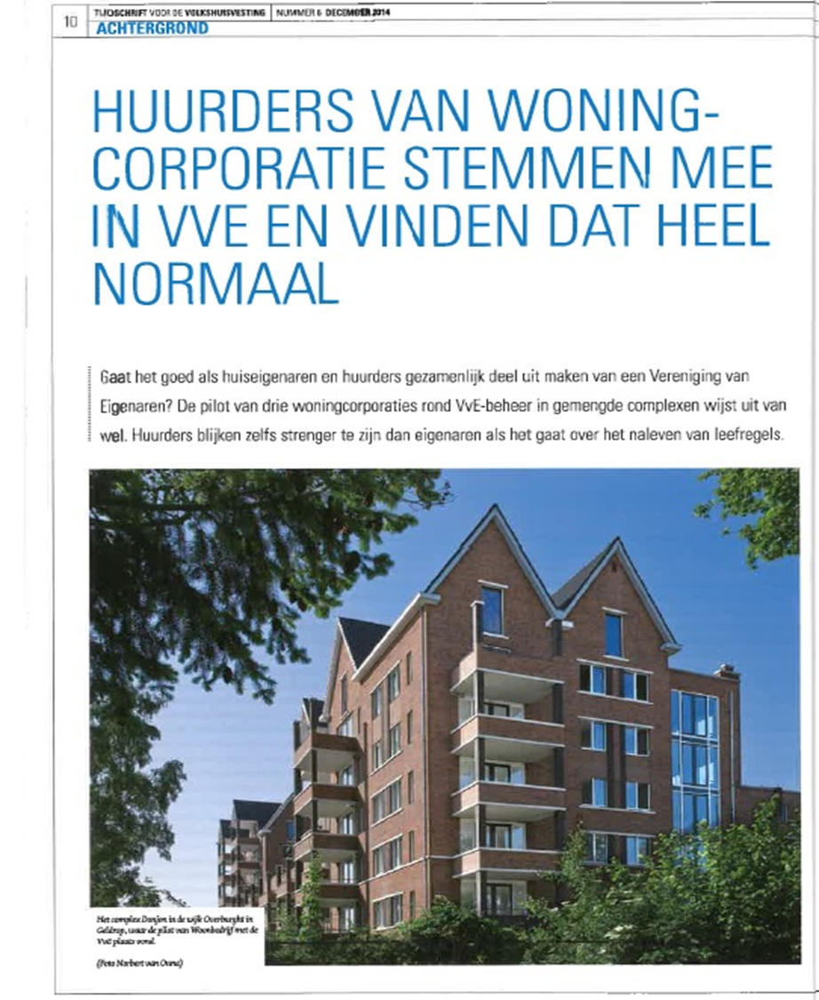 10
TIJDSCHRIFT VOOR DE VOLKSHUISVESTING | NUMMER 6 DECEMBER 2014
ACHTERGROND
HUURDERS VAN WONING-
CORPORATIE STEMMEN MEE
IN VVE EN VINDEN DAT HEEL
NORMAAL
Gaat het goed als huiseigenaren en huurders gezamenlijk deel uit maken van een Vereniging van
Eigenaren? De pilot van drie woningcorporaties rond VvE-beheer in gemengde complexen wijst uit van
wel. Huurders blijken zelfs strenger te zijn dan eigenaren als het gaat over het naleven van leefregels.
Het complex Donjon in de wijk Overburght in
Geldrop, waar de pilot van Woonbedrijf met de
VvE plaats vond.
(Foto Norbert van Onna)